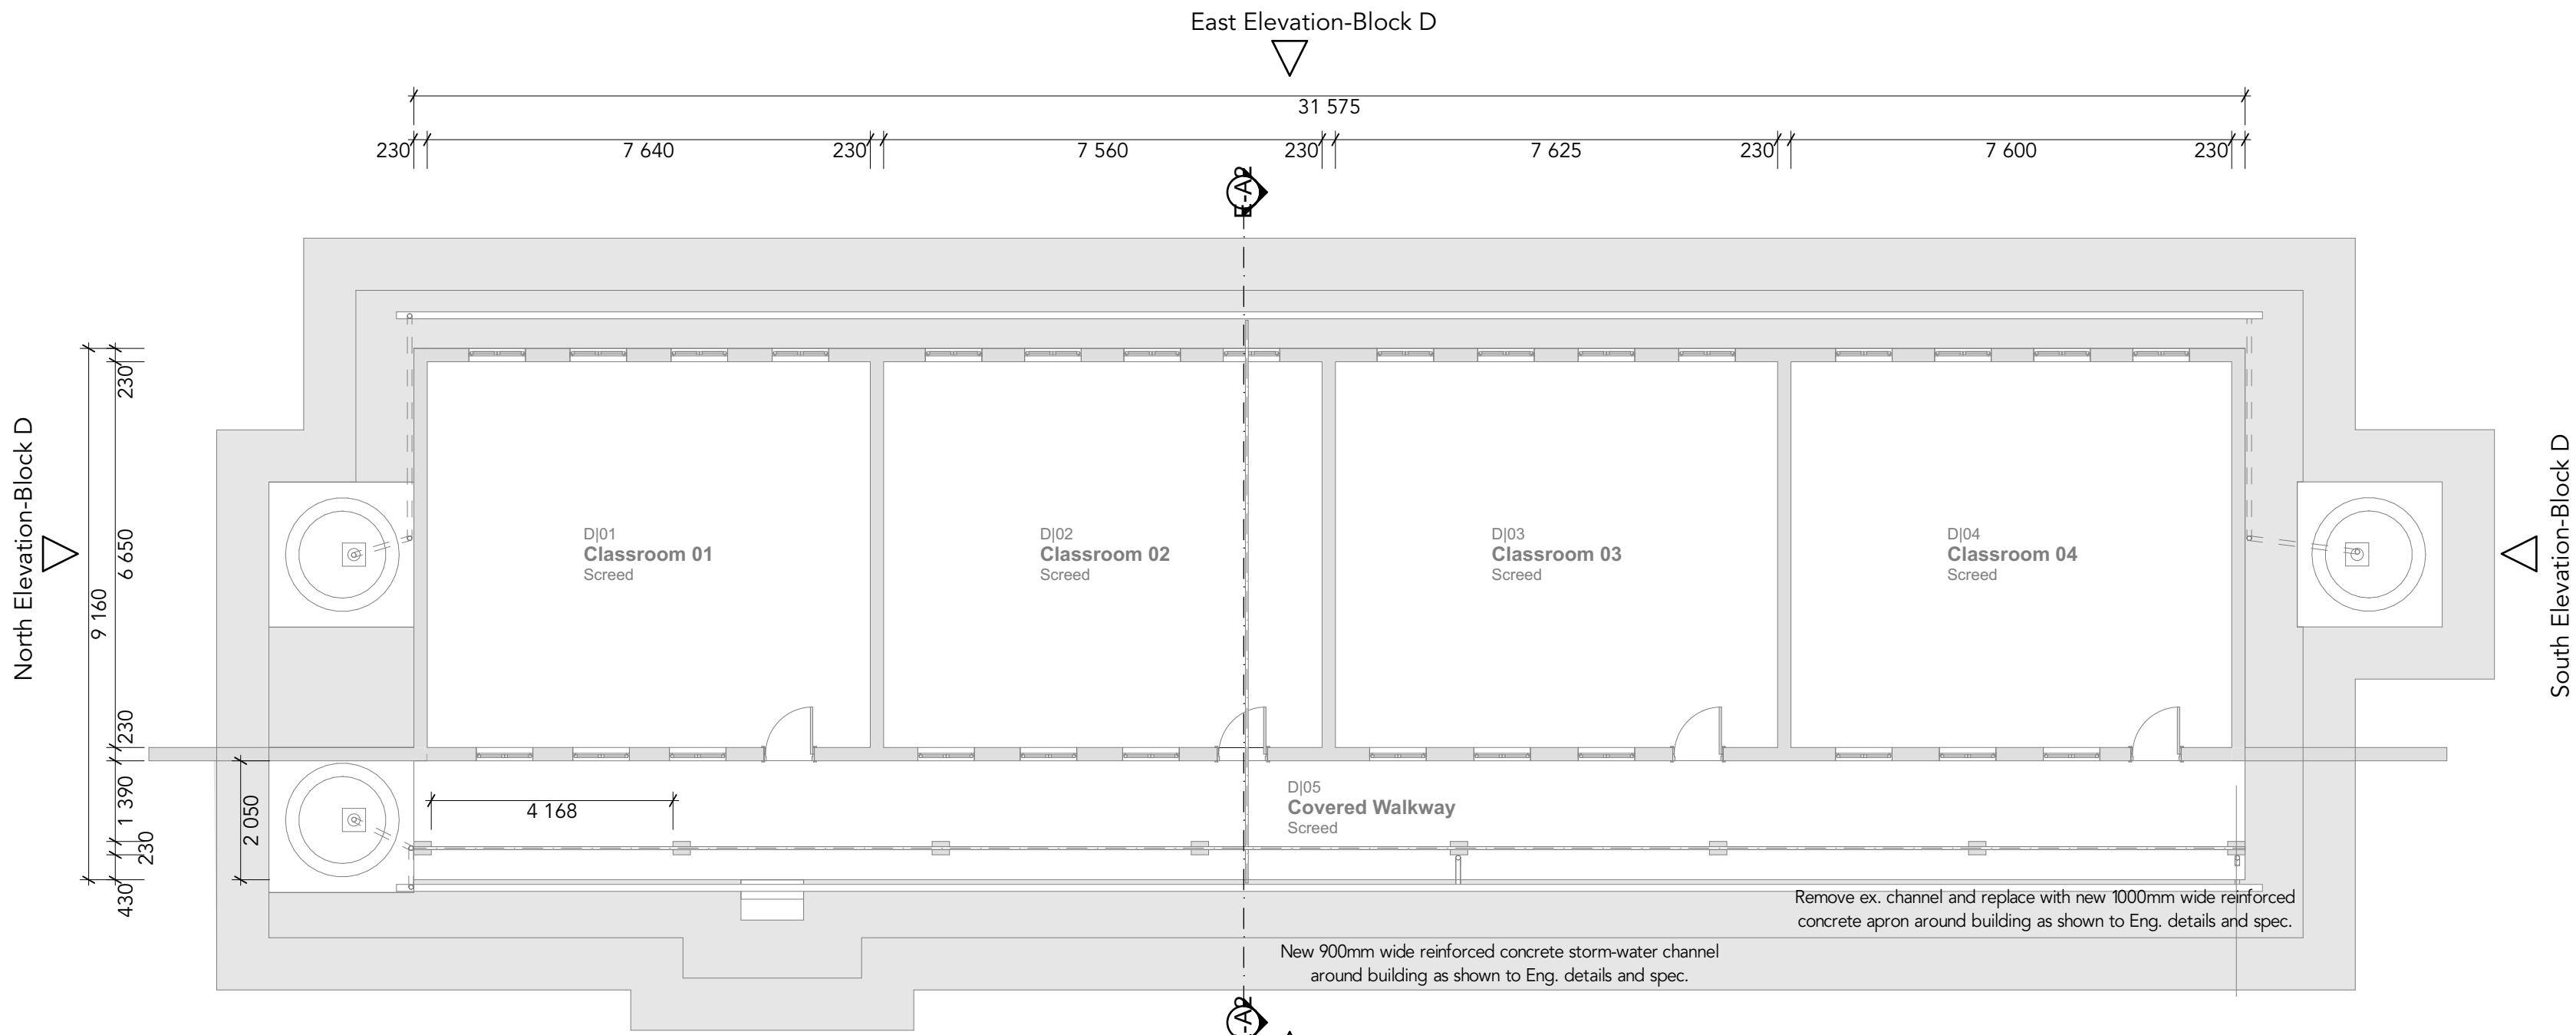 East Elevation-Block D
31 575
230 7 640 230 7 560 230 7 625 230 7 600 230
E-A2
North Elevation-Block D
South Elevation-Block D
230
6 650
9 160
230
1 390
230
430
2 050
4 168
D|01
Classroom 01
Screed
D|02
Classroom 02
Screed
D|03
Classroom 03
Screed
D|04
Classroom 04
Screed
D|05
Covered Walkway
Screed
Remove ex. channel and replace with new 1000mm wide reinforced
concrete apron around building as shown to Eng. details and spec.
New 900mm wide reinforced concrete storm-water channel
around building as shown to Eng. details and spec.
-A2